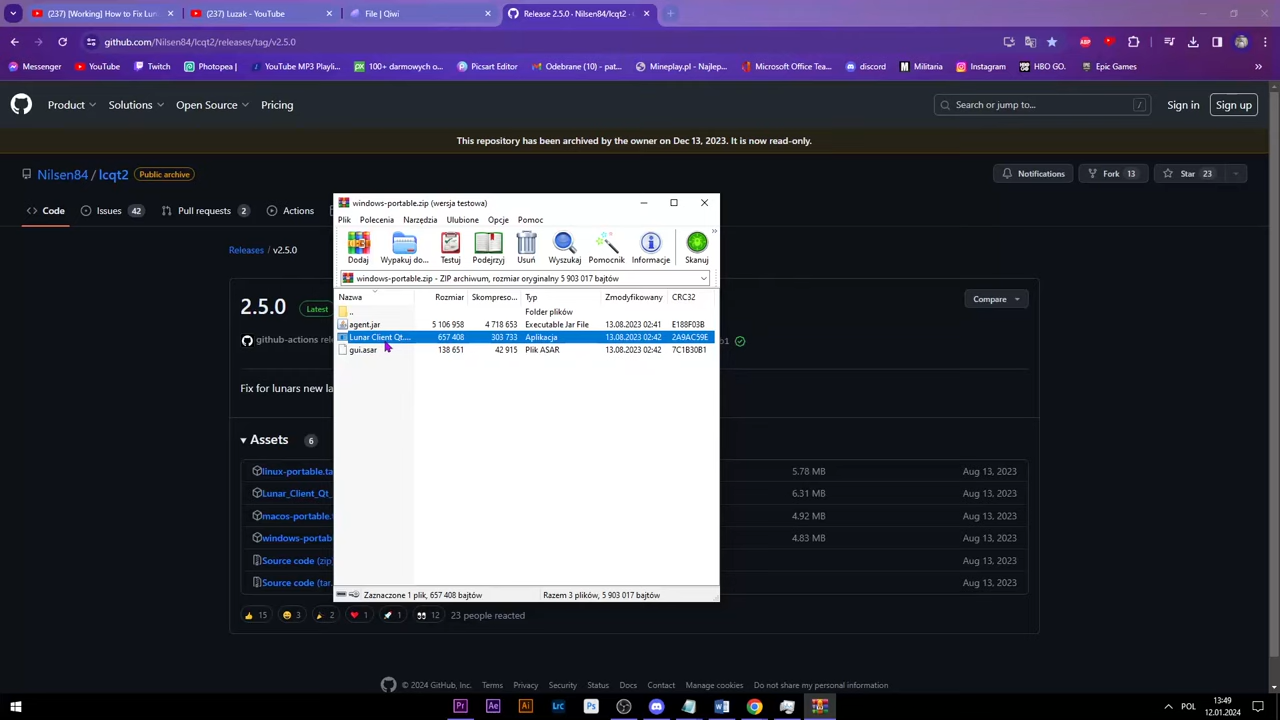 (237) [Working] How to Fix Lun
(237) Luzak - YouTube
File | Qiwi
Release 2.5.0 · Nilsen84/lcqt2 ·
github.com/Nilsen84/lcqt2/releases/tag/v2.5.0
Messenger
YouTube
Twitch
Photopea |
YouTube MP3 Playli...
100+ darmowych o...
Picsart Editor
Odebrane (10) - pat...
Mineplay.pl - Najlep...
Microsoft Office Tea...
discord
Militaria
Instagram
HBO GO.
Epic Games
Product
Solutions
Open Source
Pricing
Search or jump to...
/
Sign in
Sign up
This repository has been archived by the owner on Dec 13, 2023. It is now read-only.
Nilsen84 / lcqt2
Public archive
Notifications
Fork 13
Star 23
Code
Issues 42
Pull requests 2
Actions
Releases / v2.5.0
2.5.0
Latest
Compare
github-actions rel
Fix for lunars new la
Assets 6
linux-portable.ta
5.78 MB
Aug 13, 2023
Lunar_Client_Qt_
6.31 MB
Aug 13, 2023
macos-portable.
4.92 MB
Aug 13, 2023
windows-portab
4.83 MB
Aug 13, 2023
Source code (zip
Aug 13, 2023
Source code (tar.
Aug 13, 2023
15
3
2
1
1
12
23 people reacted
© 2024 GitHub, Inc.
Terms
Privacy
Security
Status
Docs
Contact
Manage cookies
Do not share my personal information
windows-portable.zip (wersja testowa)
Plik
Polecenia
Narzędzia
Ulubione
Opcje
Pomoc
Dodaj
Wypakuj do...
Testuj
Podejrzyj
Usuń
Wyszukaj
Pomocnik
Informacje
Skanuj
windows-portable.zip - ZIP archiwum, rozmiar oryginalny 5 903 017 bajtów
Nazwa
Rozmiar
Skompreso...
Typ
Zmodyfikowany
CRC32
..
Folder plików
agent.jar
5 106 958
4 718 653
Executable Jar File
13.08.2023 02:41
E188F03B
Lunar Client Qt....
657 408
303 733
Aplikacja
13.08.2023 02:42
2A9AC59E
gui.asar
138 651
42 915
Plik ASAR
13.08.2023 02:42
7C1B30B1
Zaznaczone 1 plik, 657 408 bajtów
Razem 3 plików, 5 903 017 bajtów
POL
13:49
12.01.2024